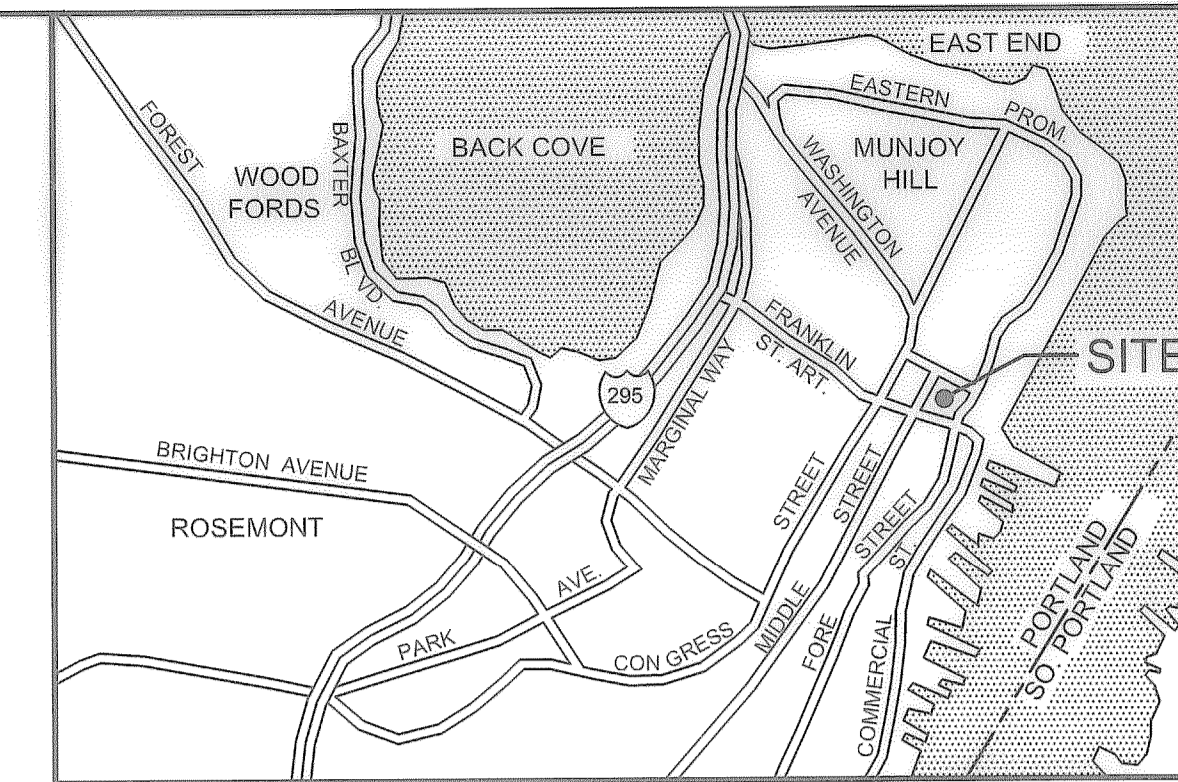 EAST END
EASTERN
PROM
FOREST
BAXTER
BLVD
WOOD
FORDS
BACK COVE
MUNJOY
HILL
WASHINGTON
AVENUE
AVENUE
FRANKLIN
ST. ART.
SITE
295
MARGINAL WAY
BRIGHTON AVENUE
ROSEMONT
STREET
STREET
STREET
ST.
PARK
AVE.
CON GRESS
MIDDLE
FORE
COMMERCIAL
PORTLAND
SO. PORTLAND